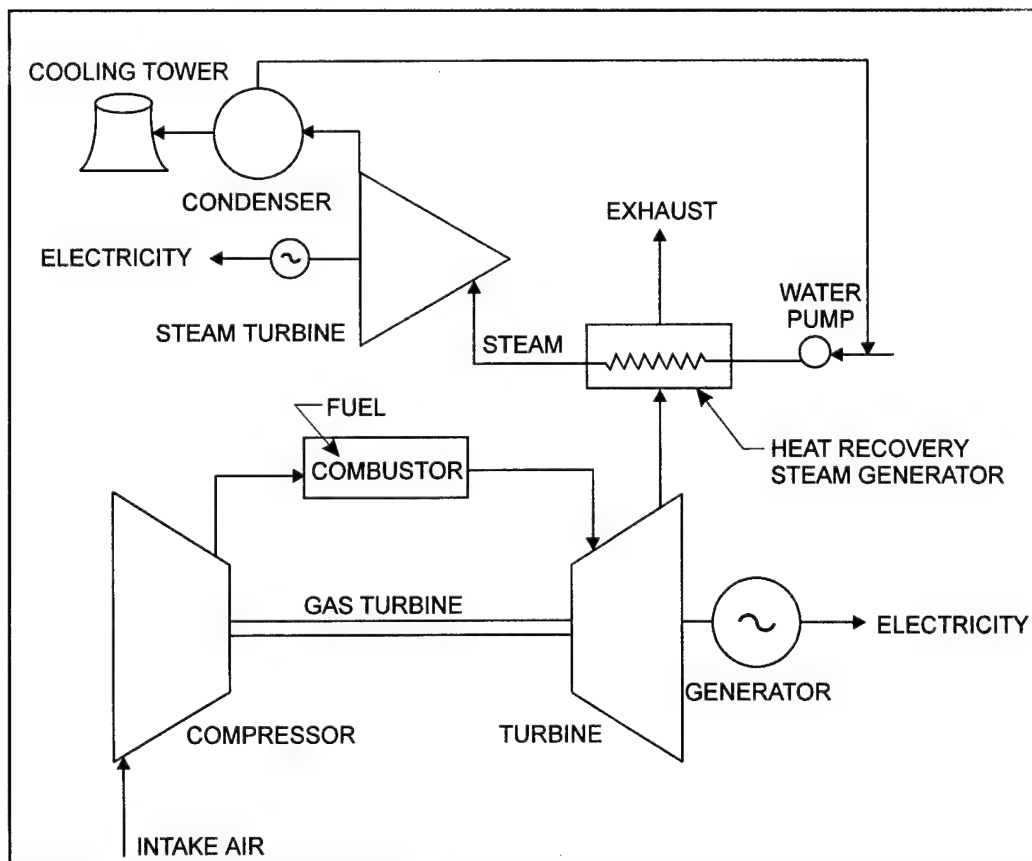 COOLING TOWER
CONDENSER
EXHAUST
ELECTRICITY
~
WATER
PUMP
STEAM TURBINE
STEAM
FUEL
COMBUSTOR
HEAT RECOVERY
STEAM GENERATOR
GAS TURBINE
~
ELECTRICITY
GENERATOR
COMPRESSOR
TURBINE
INTAKE AIR